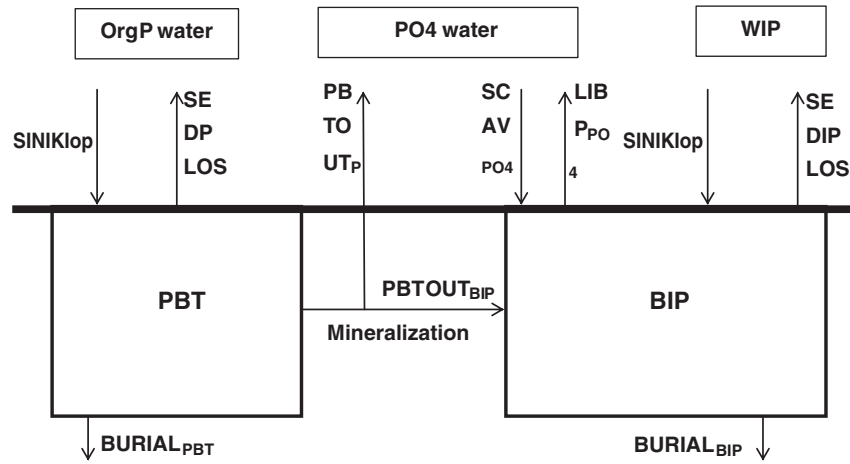 OrgP water
PO4 water
WIP
SINIKlop
SE
DP
LOS
PB
TO
UTP
SC
AV
PO4
LIB
PPO
4
SINIKlop
SE
DIP
LOS
PBT
PBTOUTBIP
Mineralization
BIP
BURIALPBT
BURIALBIP